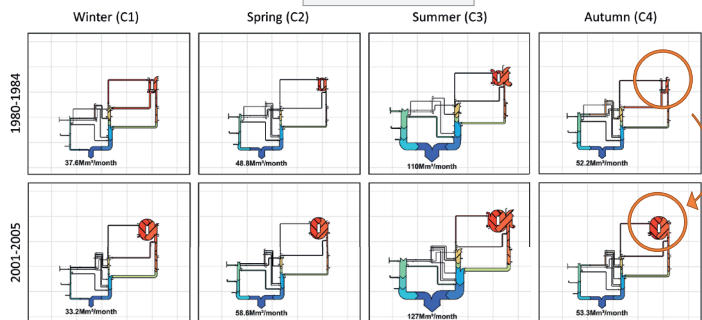 Winter (C1)
Spring (C2)
Summer (C3)
Autumn (C4)
1980-1984
37.6Mm³/month
48.8Mm³/month
110Mm³/month
52.2Mm³/month
2001-2005
33.2Mm³/month
58.6Mm³/month
127Mm³/month
53.3Mm³/month